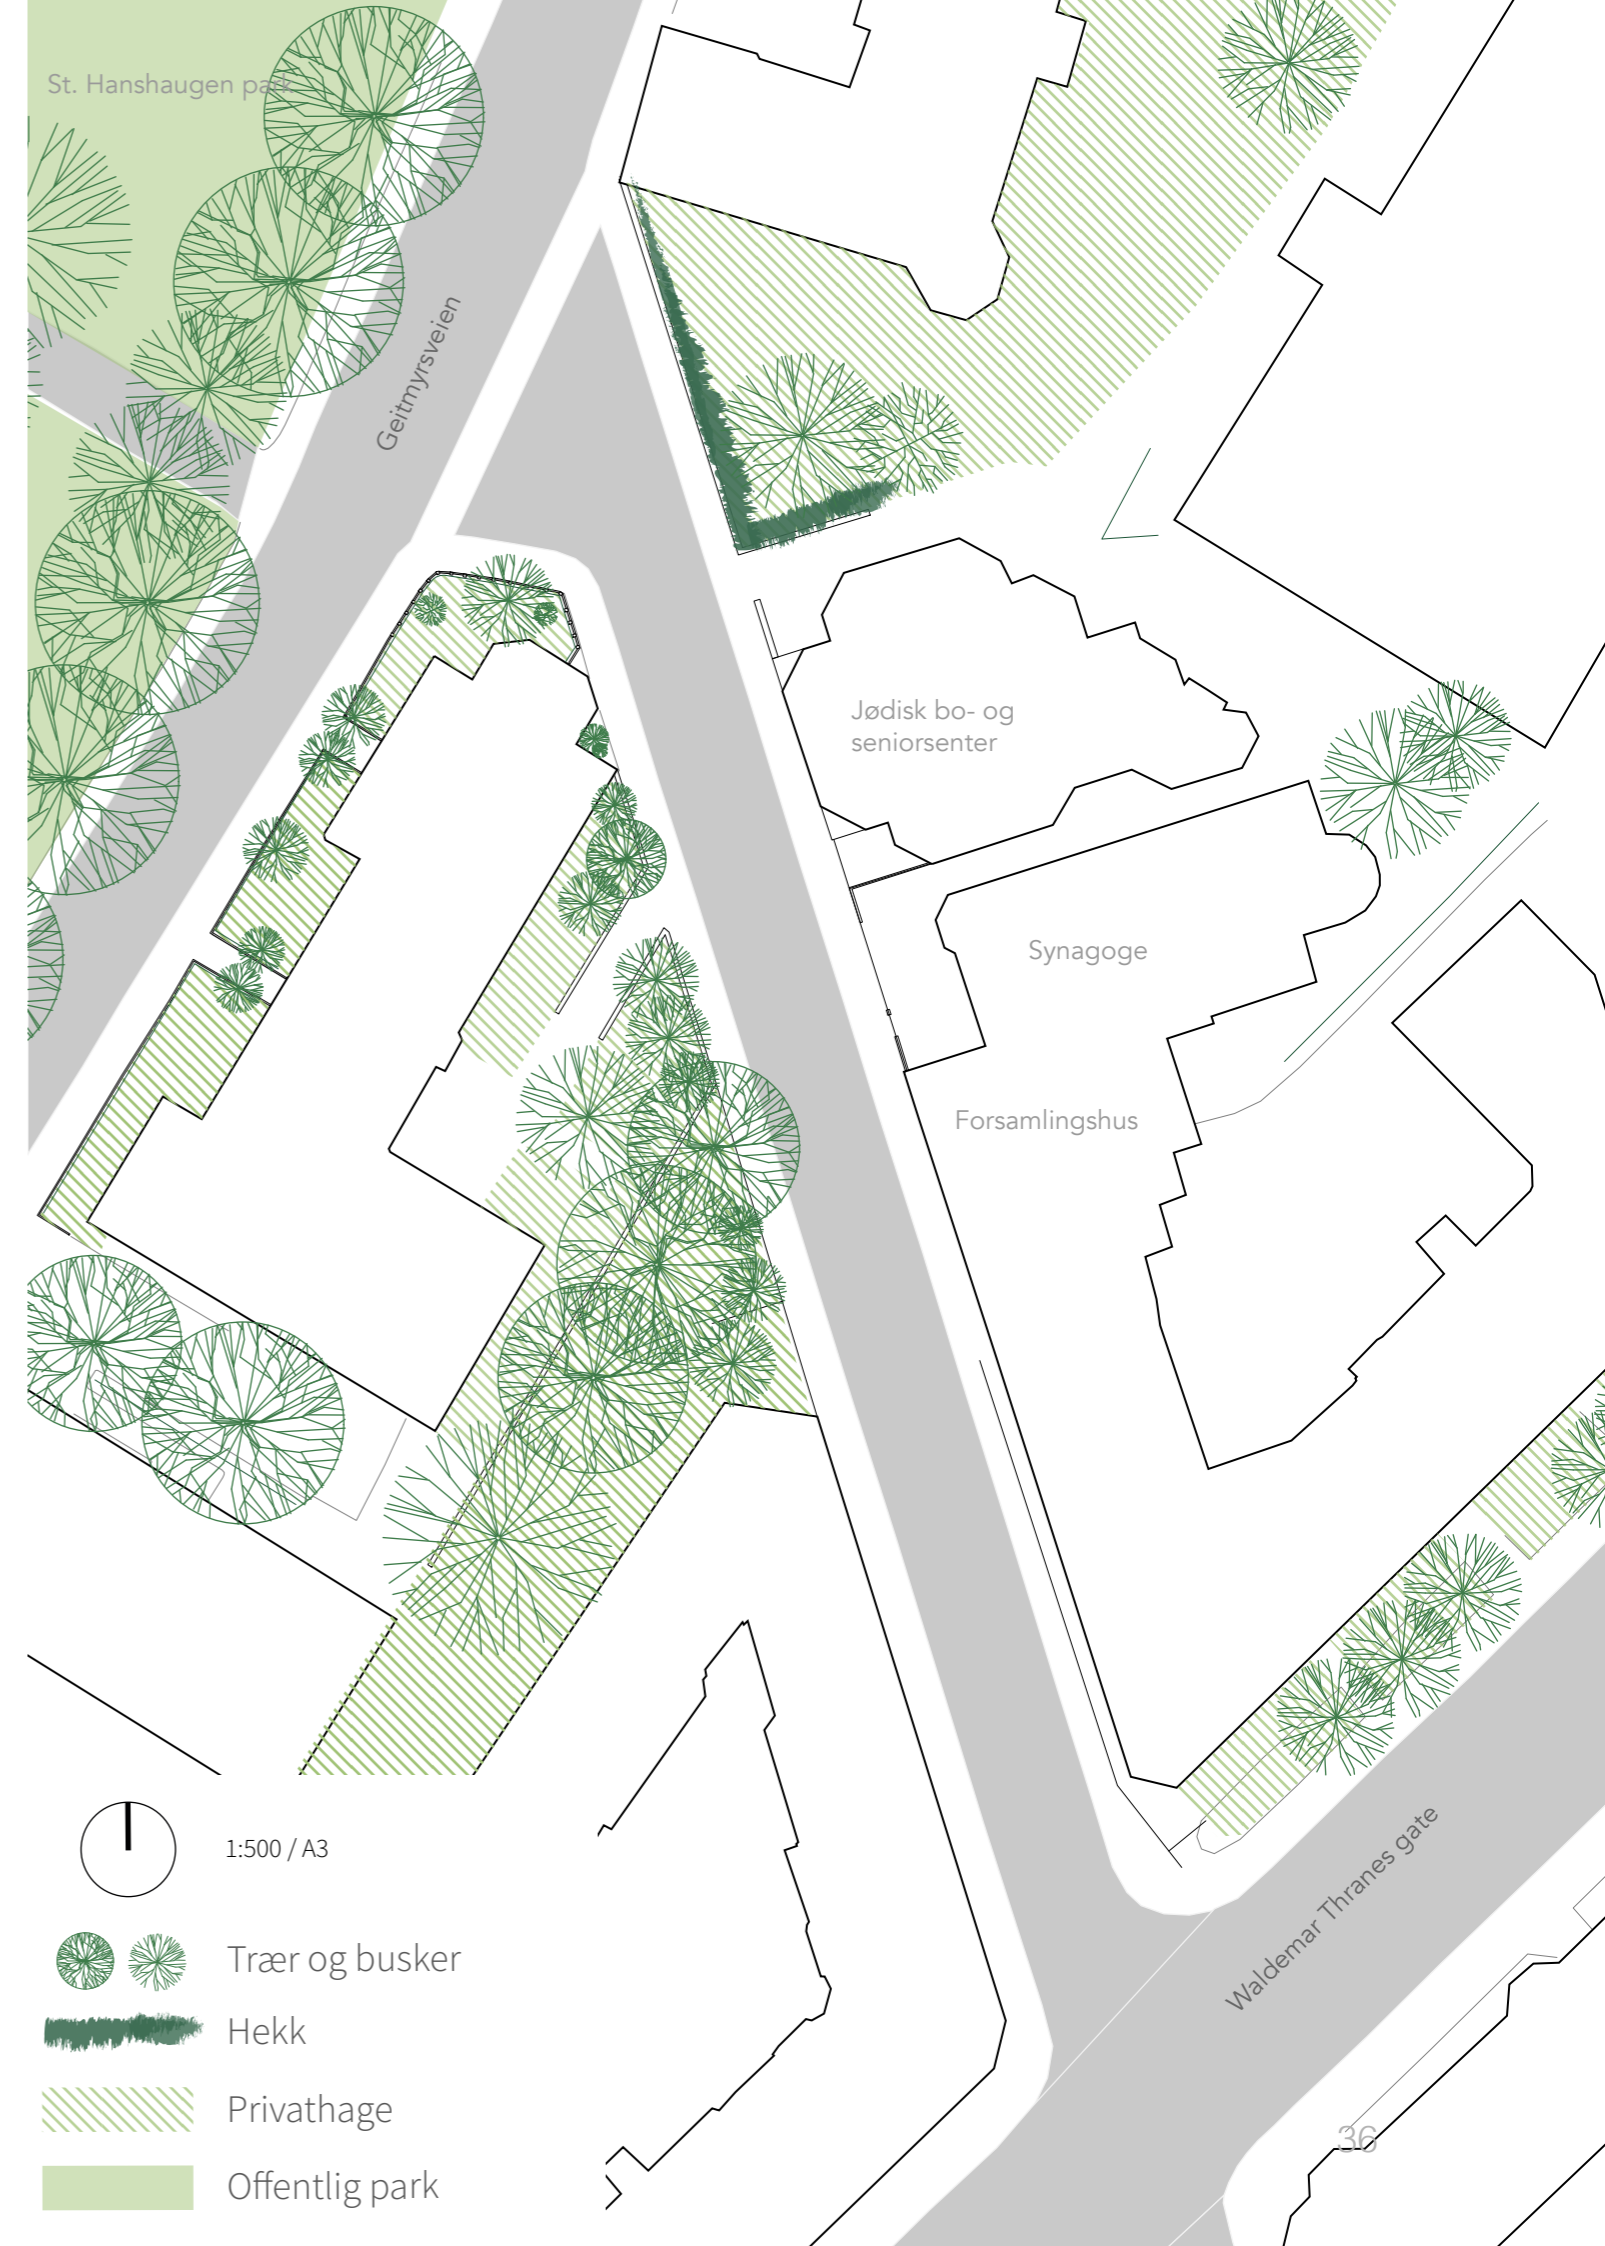 St. Hanshaugen park
Geitmyrsveien
Jødisk bo- og
seniorsenter
Synagoge
Forsamlingshus
Waldemar Thranes gate
1:500 / A3
Trær og busker
Hekk
Privathage
Offentlig park
36